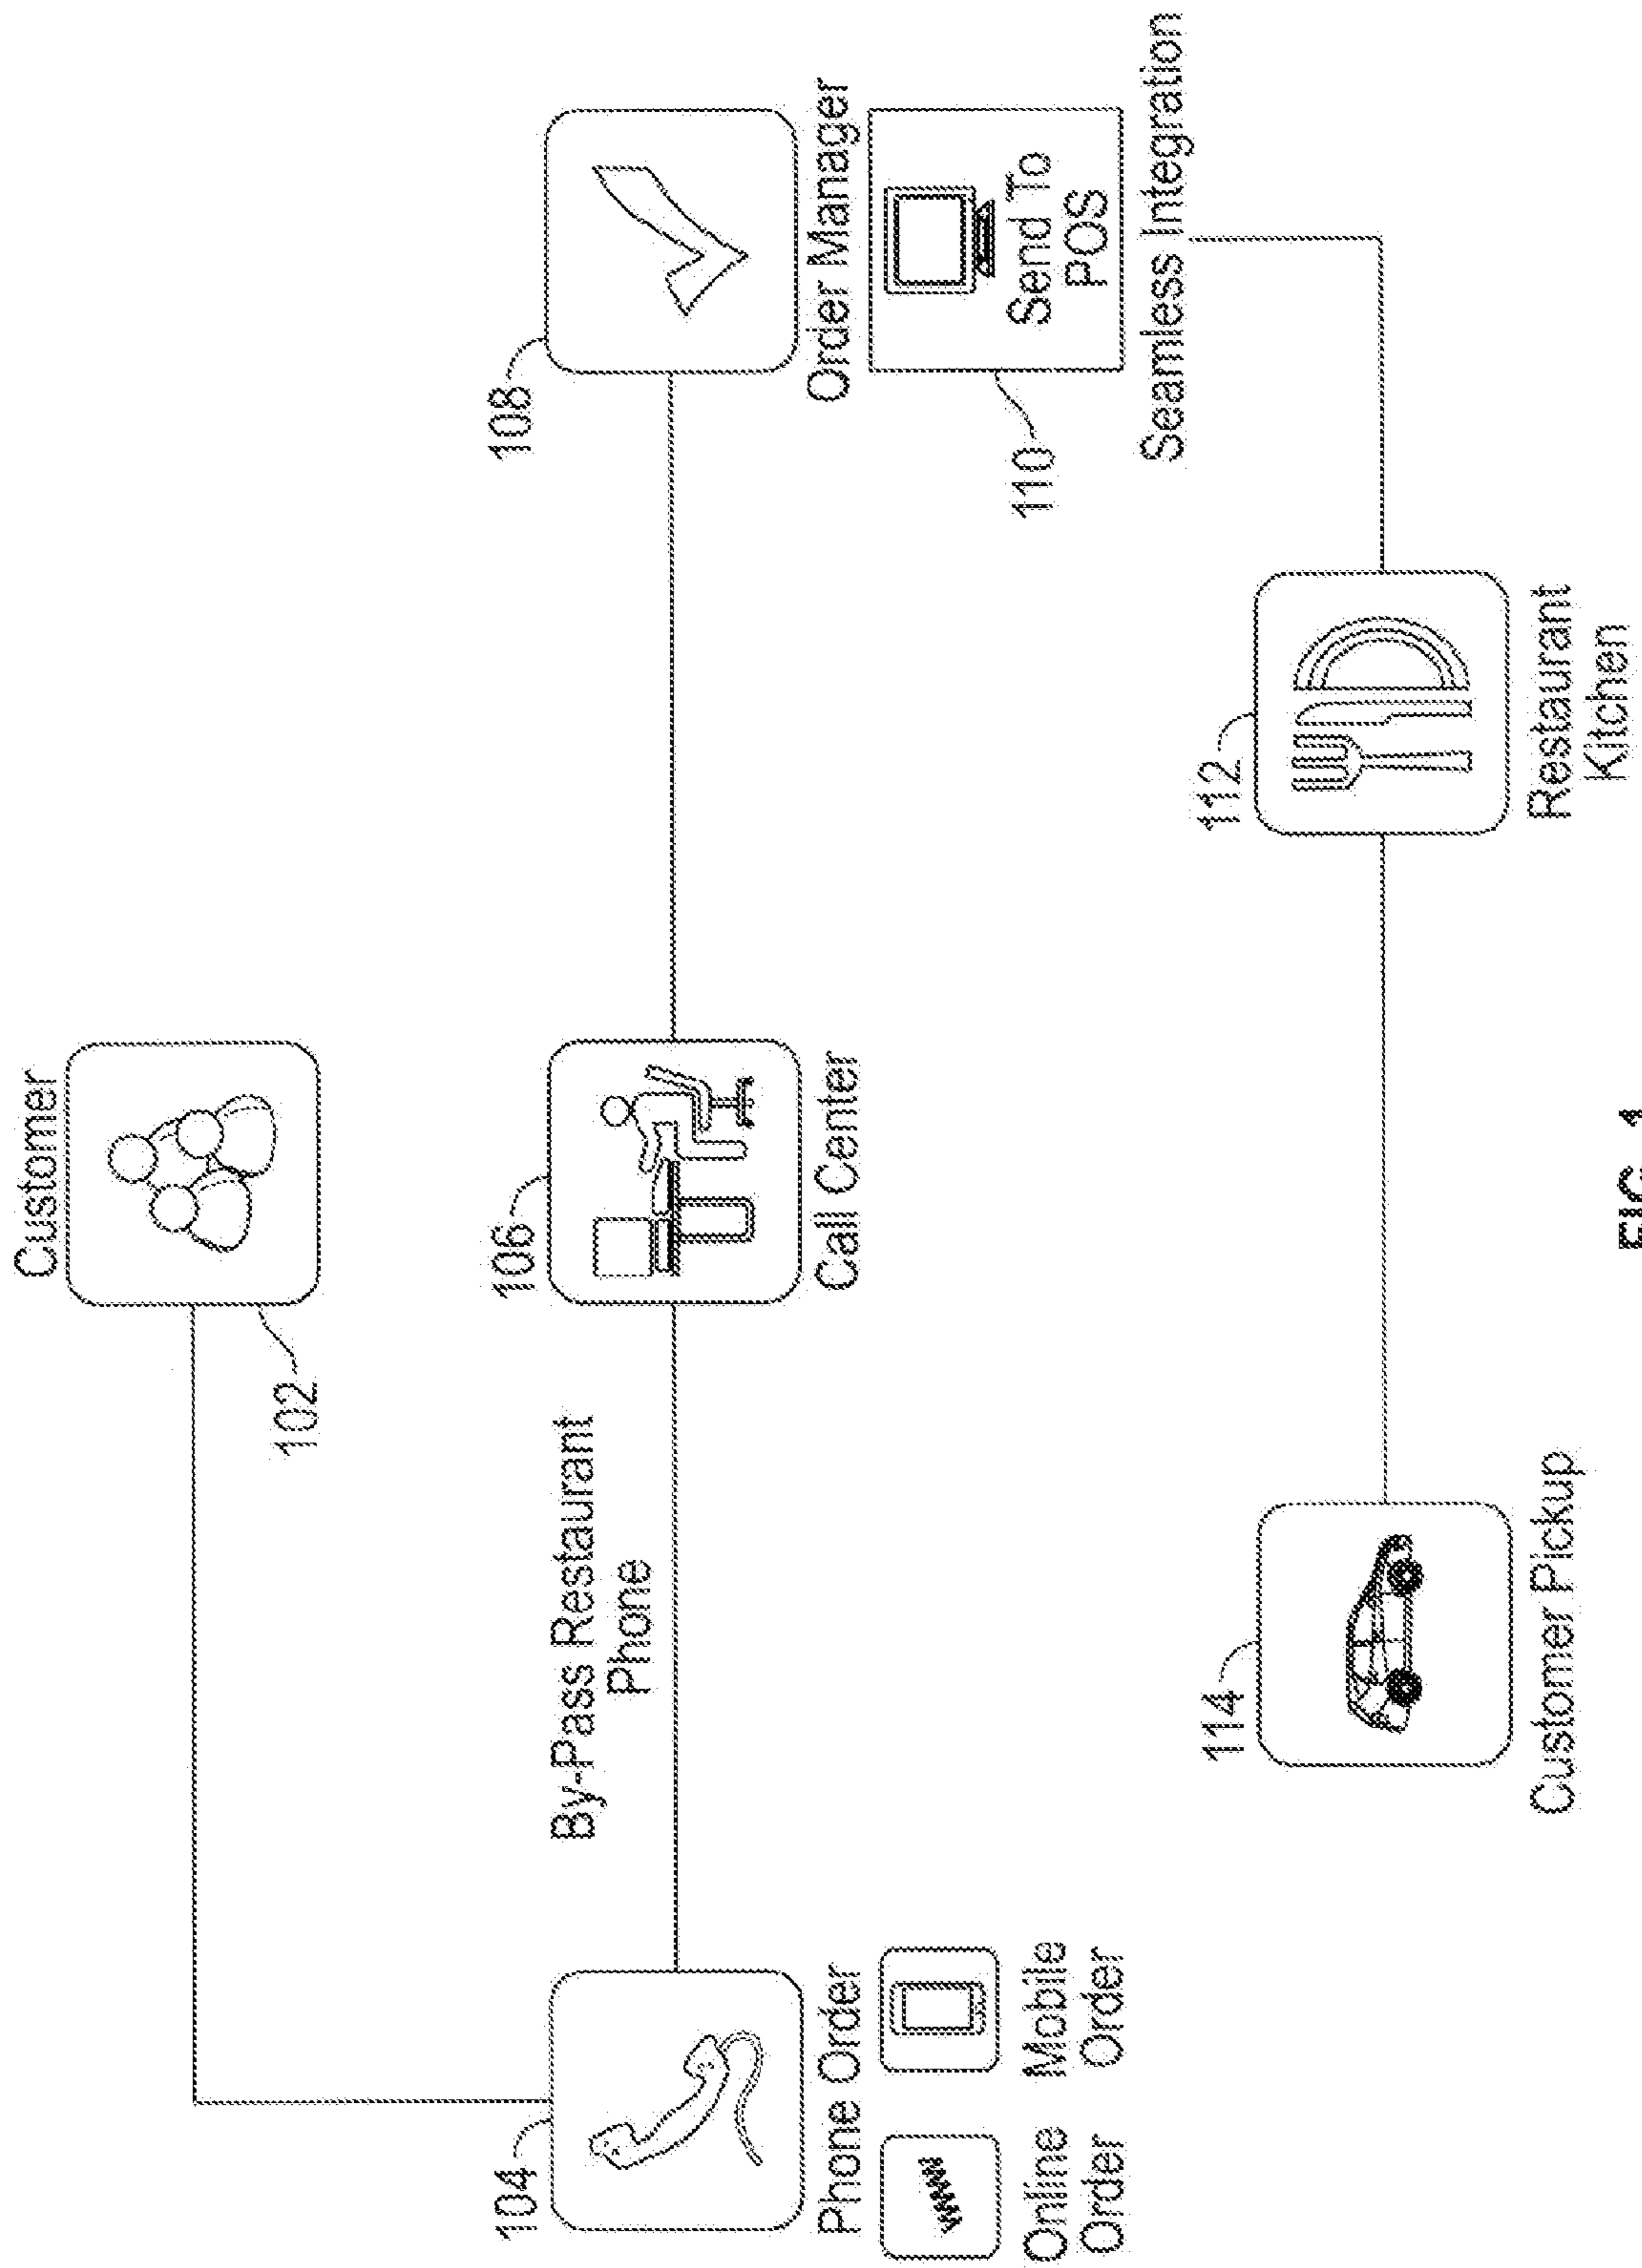 Customer
102
104
Phone Order
Online
Order
Mobile
Order
By-Pass Restaurant
Phone
106
Call Center
108
Order Manager
110
Send To
POS
Seamless Integration
114
Customer Pickup
112
Restaurant
Kitchen
WWW
FIG. 1